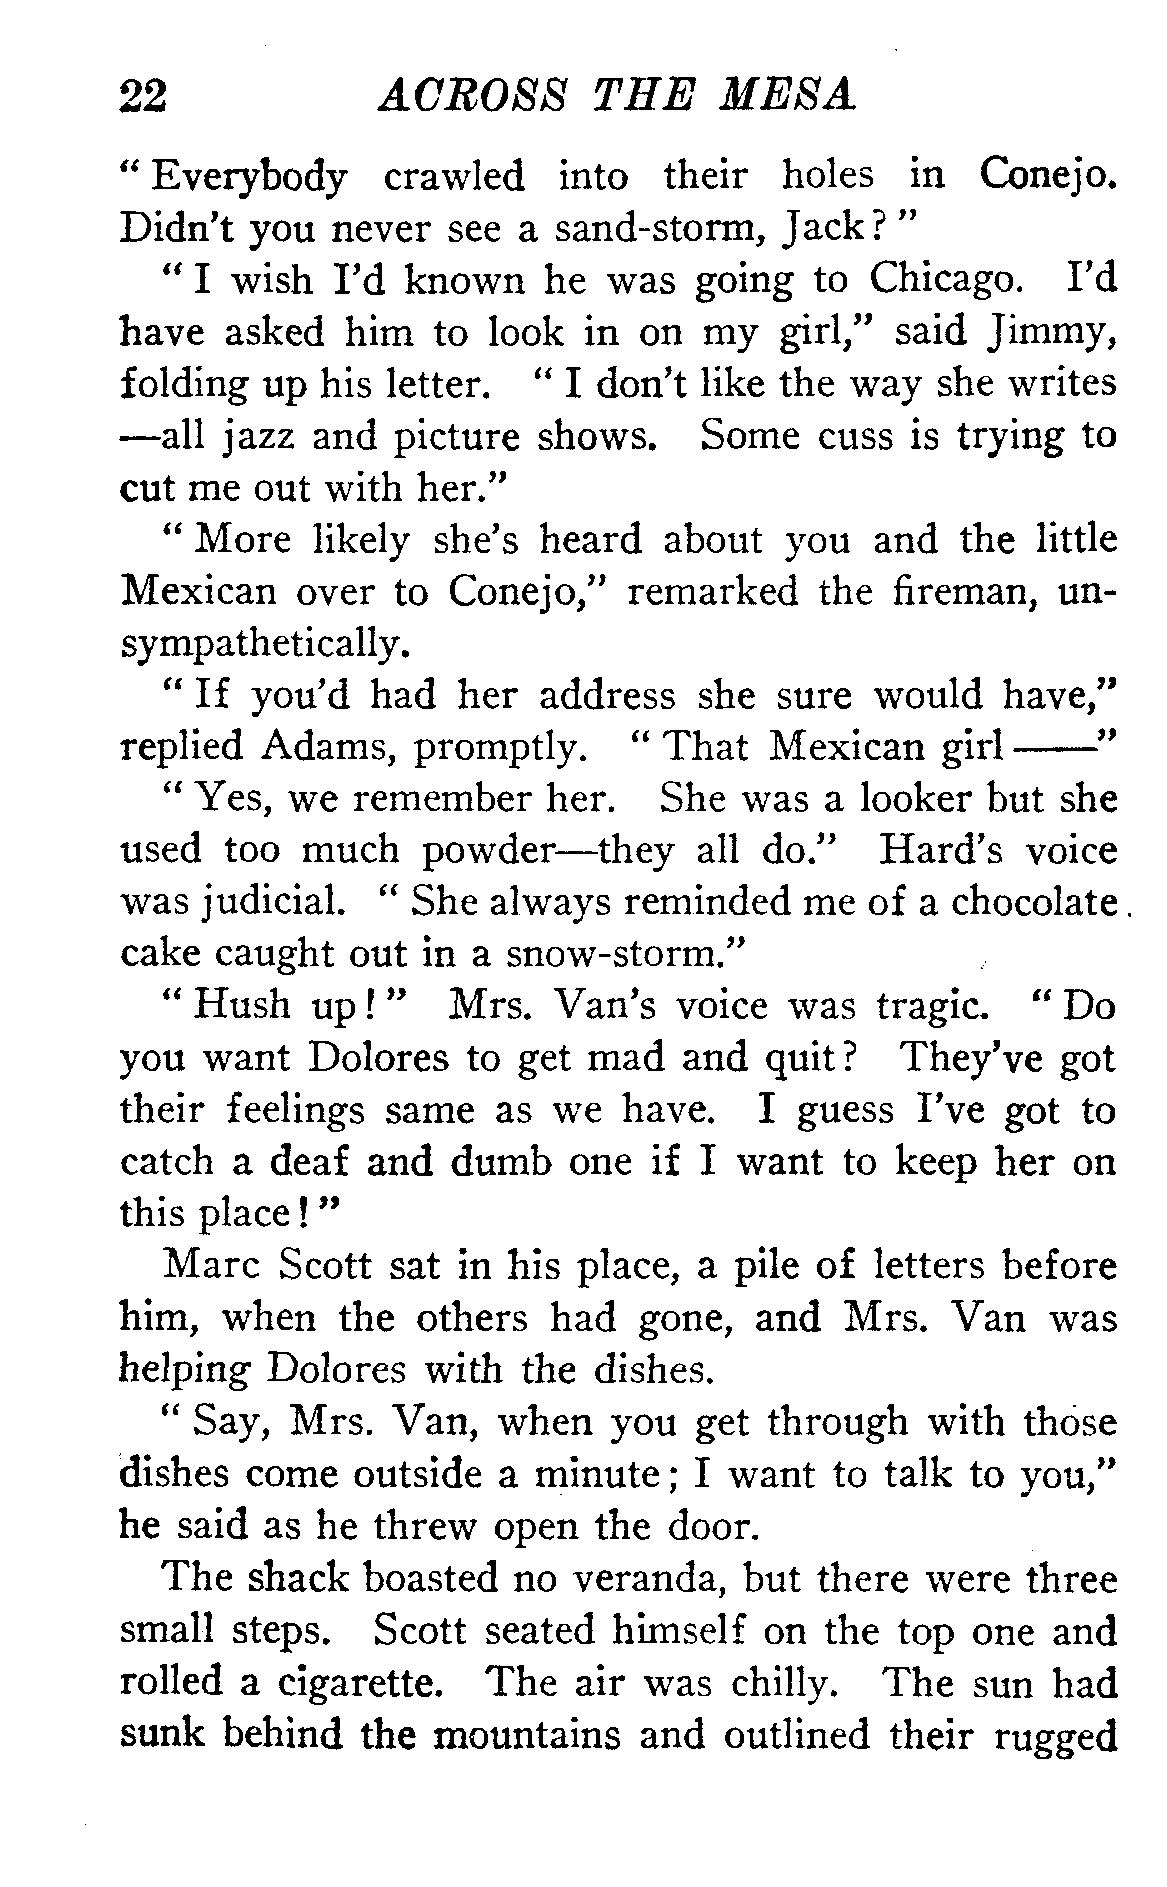 22 ACROSS THE MESA
“ Everybody crawled into their holes in Conejo.
Didn't you never see a sand-storm, Jack? ”
“ I wish I'd known he was going to Chicago. I'd
have asked him to look in on my girl,” said Jimmy,
folding up his letter. “ I don't like the way she writes
—all jazz and picture shows. Some cuss is trying to
cut me out with her.”
“ More likely she's heard about you and the little
Mexican over to Conejo,” remarked the fireman, un-
sympathetically.
“ If you'd had her address she sure would have,”
replied Adams, promptly. “ That Mexican girl ——”
“ Yes, we remember her. She was a looker but she
used too much powder—they all do.” Hard's voice
was judicial. “ She always reminded me of a chocolate
cake caught out in a snow-storm.”
“ Hush up! ” Mrs. Van's voice was tragic. “ Do
you want Dolores to get mad and quit? They've got
their feelings same as we have. I guess I've got to
catch a deaf and dumb one if I want to keep her on
this place! ”
Marc Scott sat in his place, a pile of letters before
him, when the others had gone, and Mrs. Van was
helping Dolores with the dishes.
“ Say, Mrs. Van, when you get through with those
dishes come outside a minute; I want to talk to you,”
he said as he threw open the door.
The shack boasted no veranda, but there were three
small steps. Scott seated himself on the top one and
rolled a cigarette. The air was chilly. The sun had
sunk behind the mountains and outlined their rugged